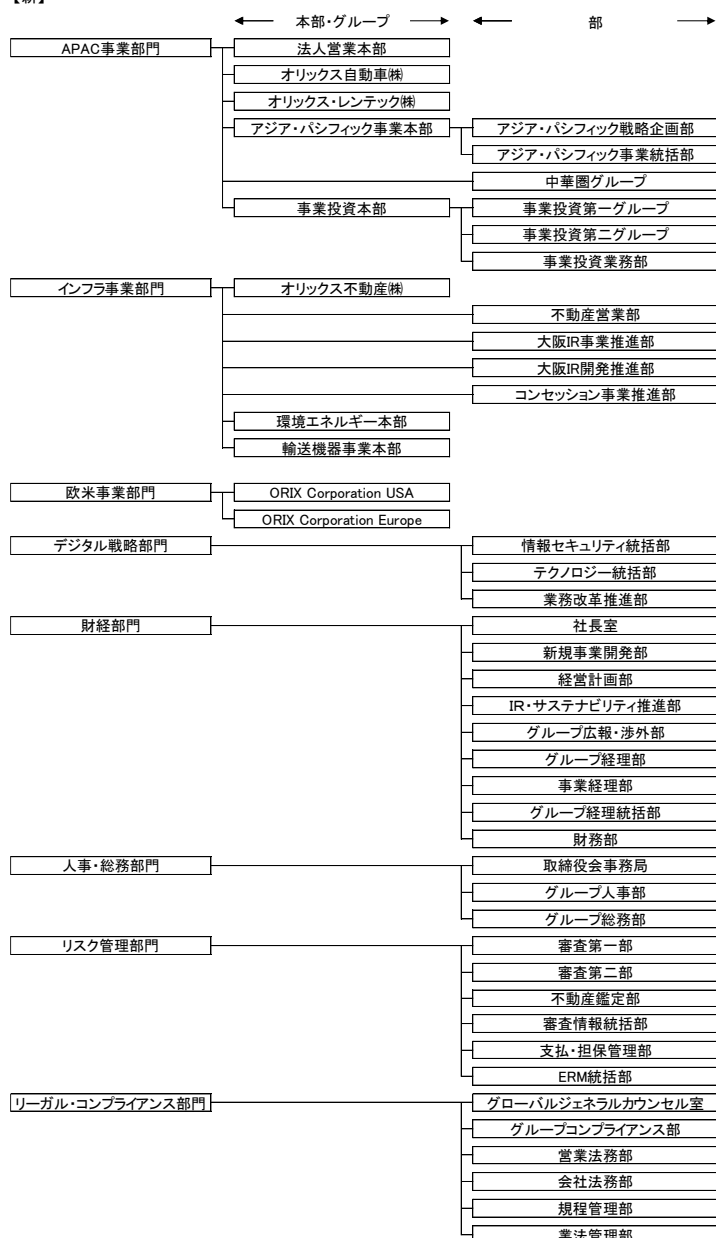 【新】
本部・グループ 部
APAC事業部門 法人営業本部
オリックス自動車㈱
オリックス・レンテック㈱
アジア・パシフィック事業本部 アジア・パシフィック戦略企画部
アジア・パシフィック事業統括部
中華圏グループ
事業投資本部 事業投資第一グループ
事業投資第二グループ
事業投資業務部
インフラ事業部門 オリックス不動産㈱
不動産営業部
大阪IR事業推進部
大阪IR開発推進部
コンセッション事業推進部
環境エネルギー本部
輸送機器事業本部
欧米事業部門 ORIX Corporation USA
ORIX Corporation Europe
デジタル戦略部門 情報セキュリティ統括部
テクノロジー統括部
業務改革推進部
財経部門 社長室
新規事業開発部
経営計画部
IR・サステナビリティ推進部
グループ広報・渉外部
グループ経理部
事業経理部
グループ経理統括部
財務部
人事・総務部門 取締役会事務局
グループ人事部
グループ総務部
リスク管理部門 審査第一部
審査第二部
不動産鑑定部
審査情報統括部
支払・担保管理部
ERM統括部
リーガル・コンプライアンス部門 グローバルジェネラルカウンセル室
グループコンプライアンス部
営業法務部
会社法務部
規程管理部
業法管理部